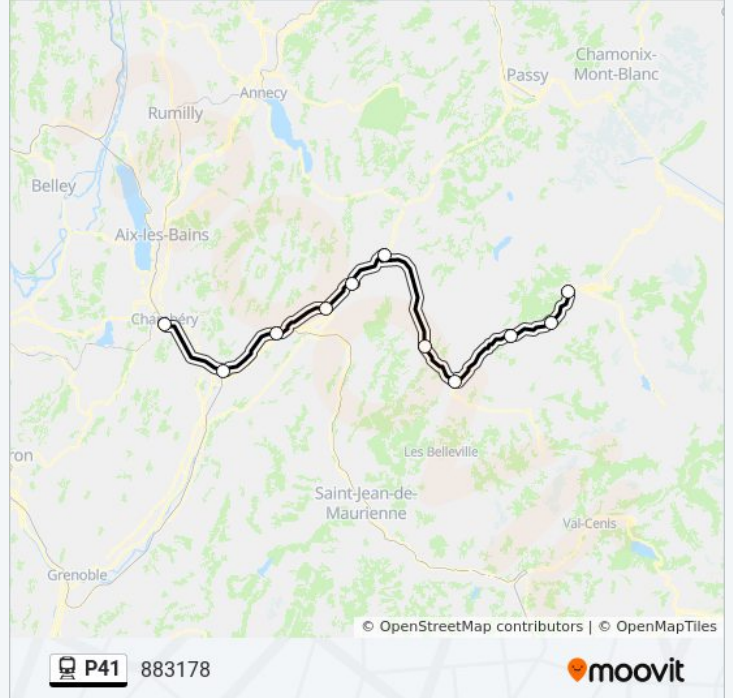 Chamonix-
Mont-Blanc
Passy
Annecy
Rumilly
Belley
Aix-les-Bains
Chambéry
Les Belleville
Saint-Jean-de-
Maurienne
Val-Cenis
Grenoble
© OpenStreetMap contributors | © OpenMapTiles
P41 883178
moovit